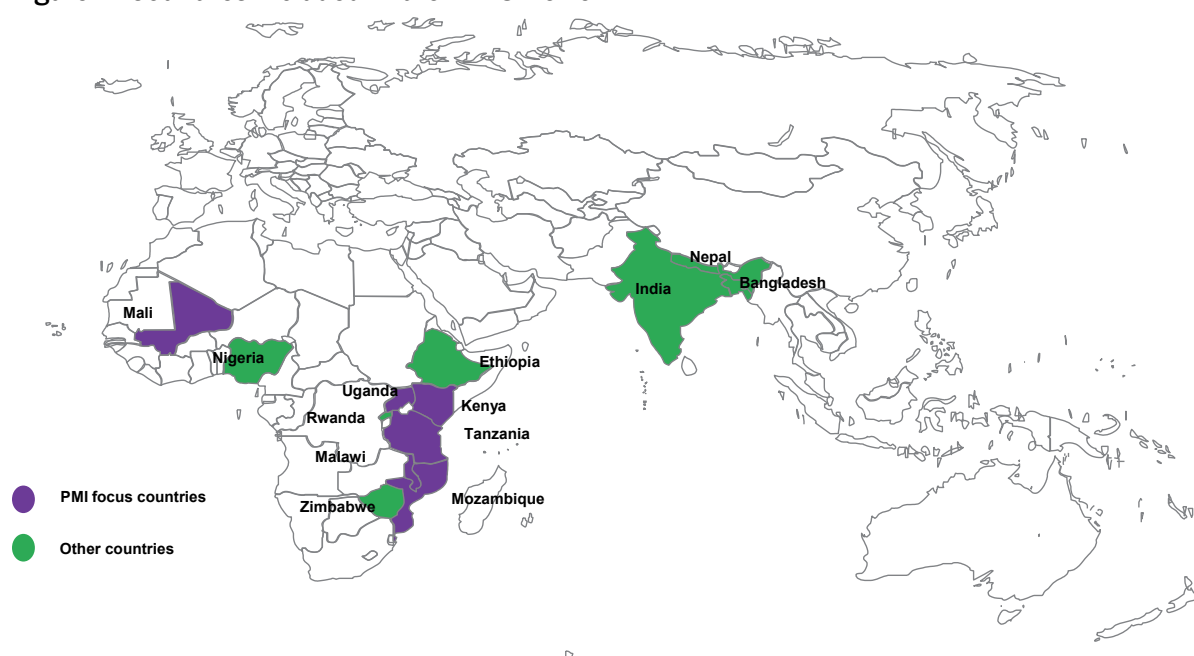 Nepal
India
Bangladesh
Mali
Nigeria
Ethiopia
Uganda
Kenya
Rwanda
Tanzania
Malawi
PMI focus countries
Mozambique
Zimbabwe
Other countries